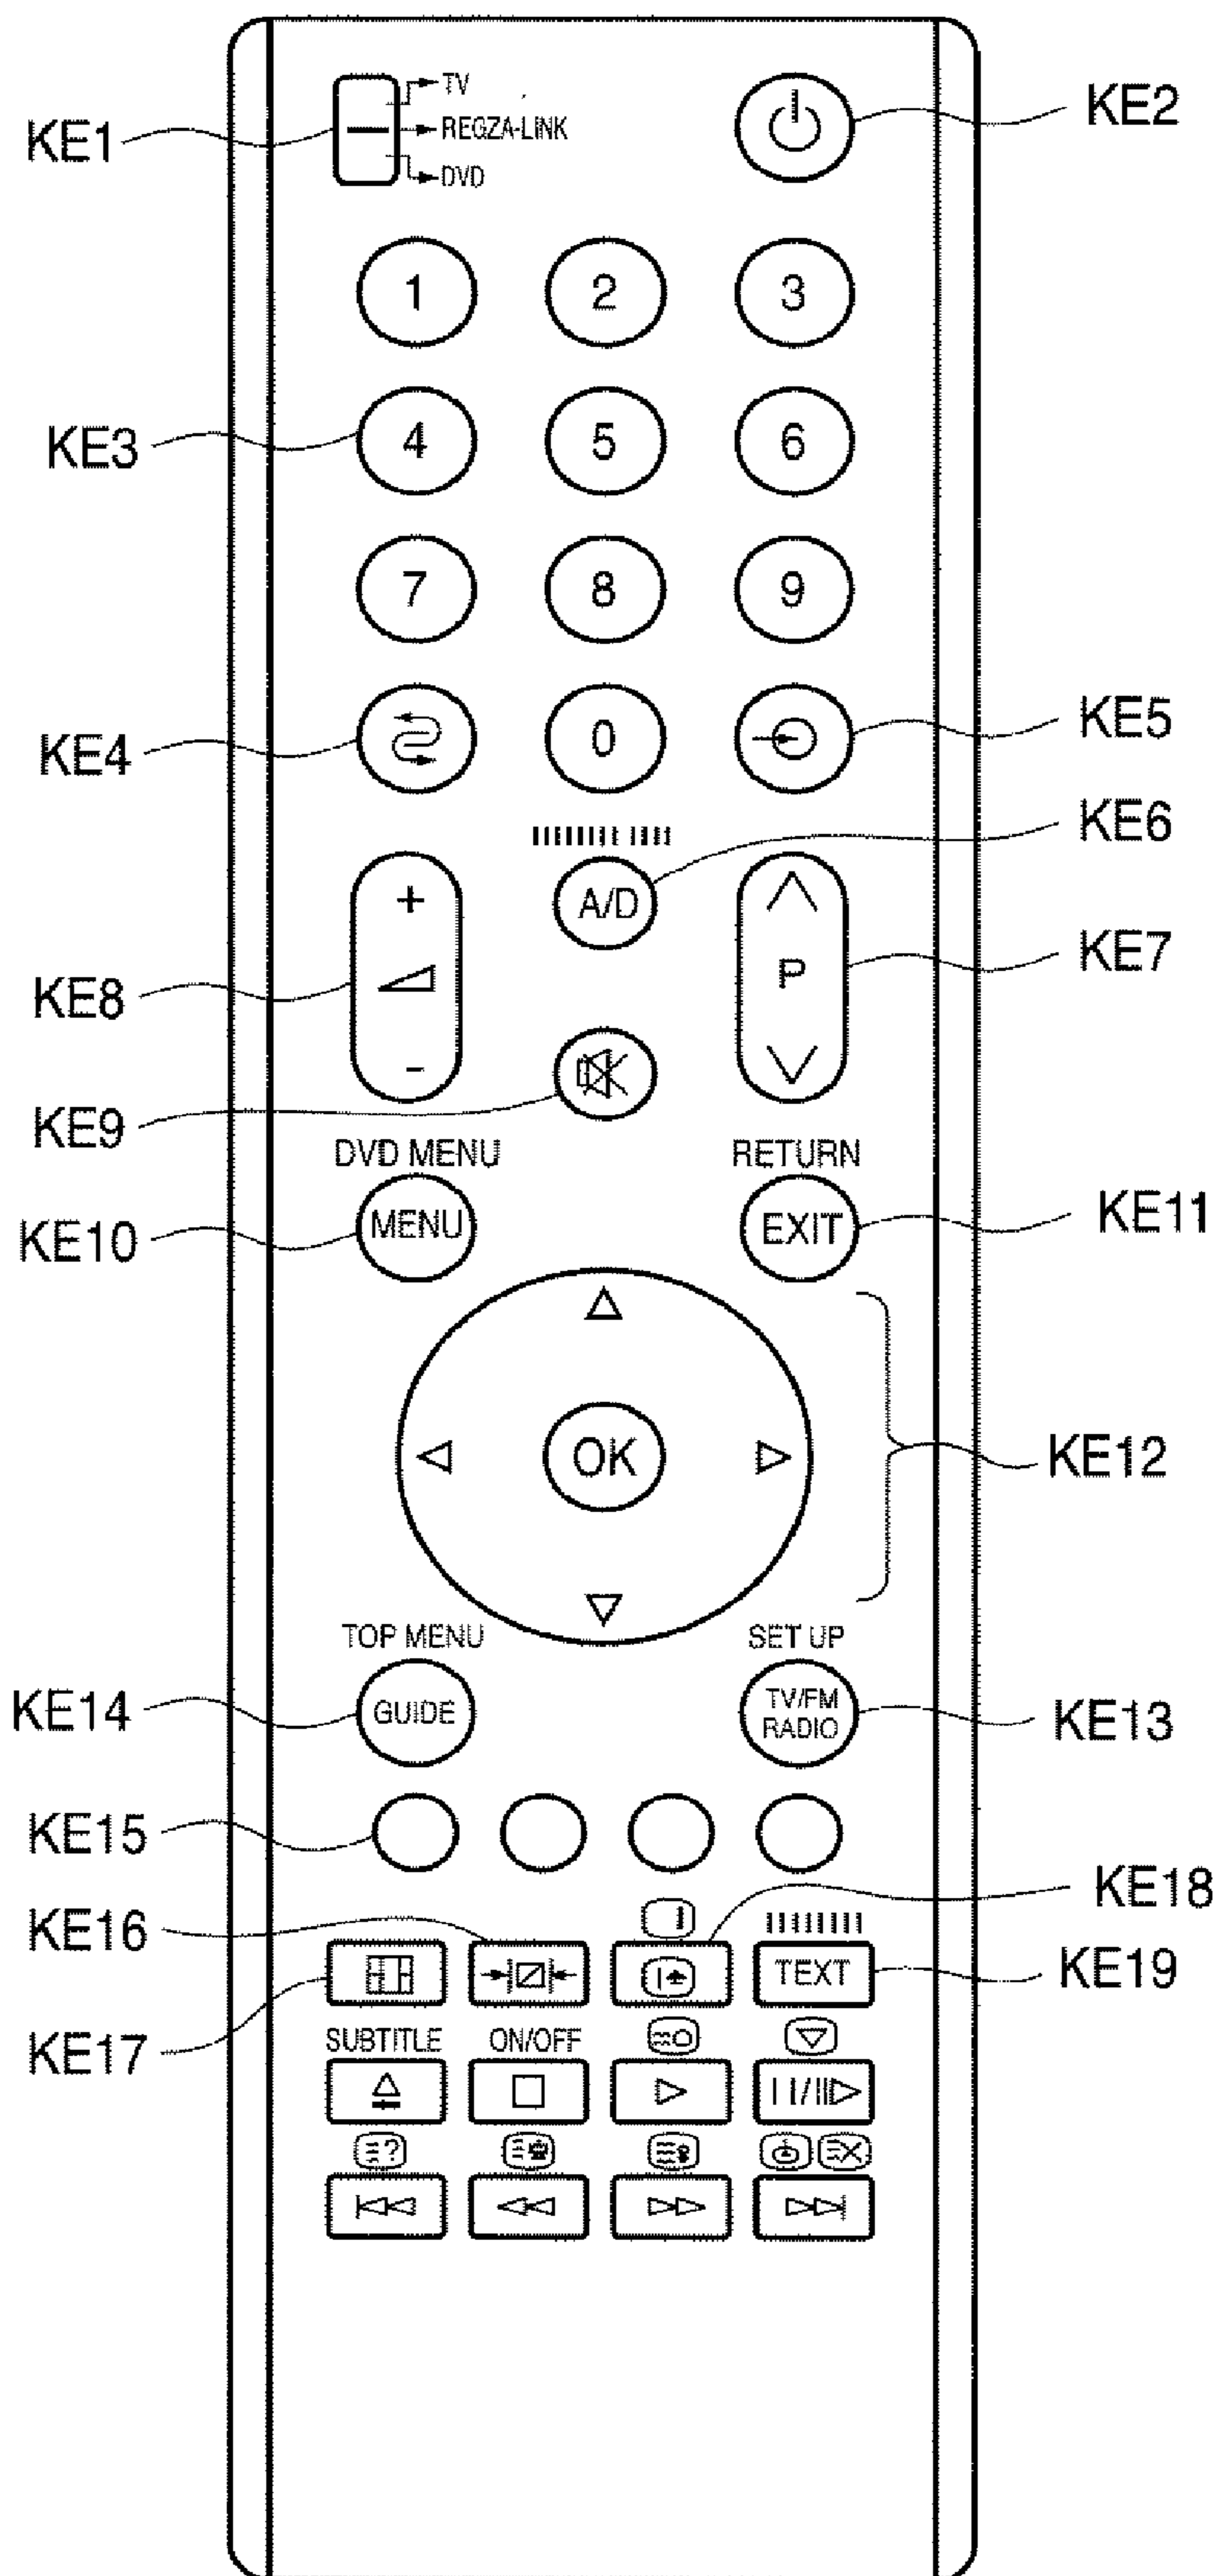 TV
KE1
REGZA-LINK
KE2
DVD
1 2 3
KE3
4 5 6
7 8 9
KE4
0
KE5
KE6
+
A/D
P
KE7
KE8
-
KE9
DVD MENU
RETURN
KE10
MENU
EXIT
KE11
OK
KE12
TOP MENU
SET UP
KE14
GUIDE
TV/FM
RADIO
KE13
KE15
KE18
KE16
TEXT
KE19
KE17
SUBTITLE
ON/OFF
?